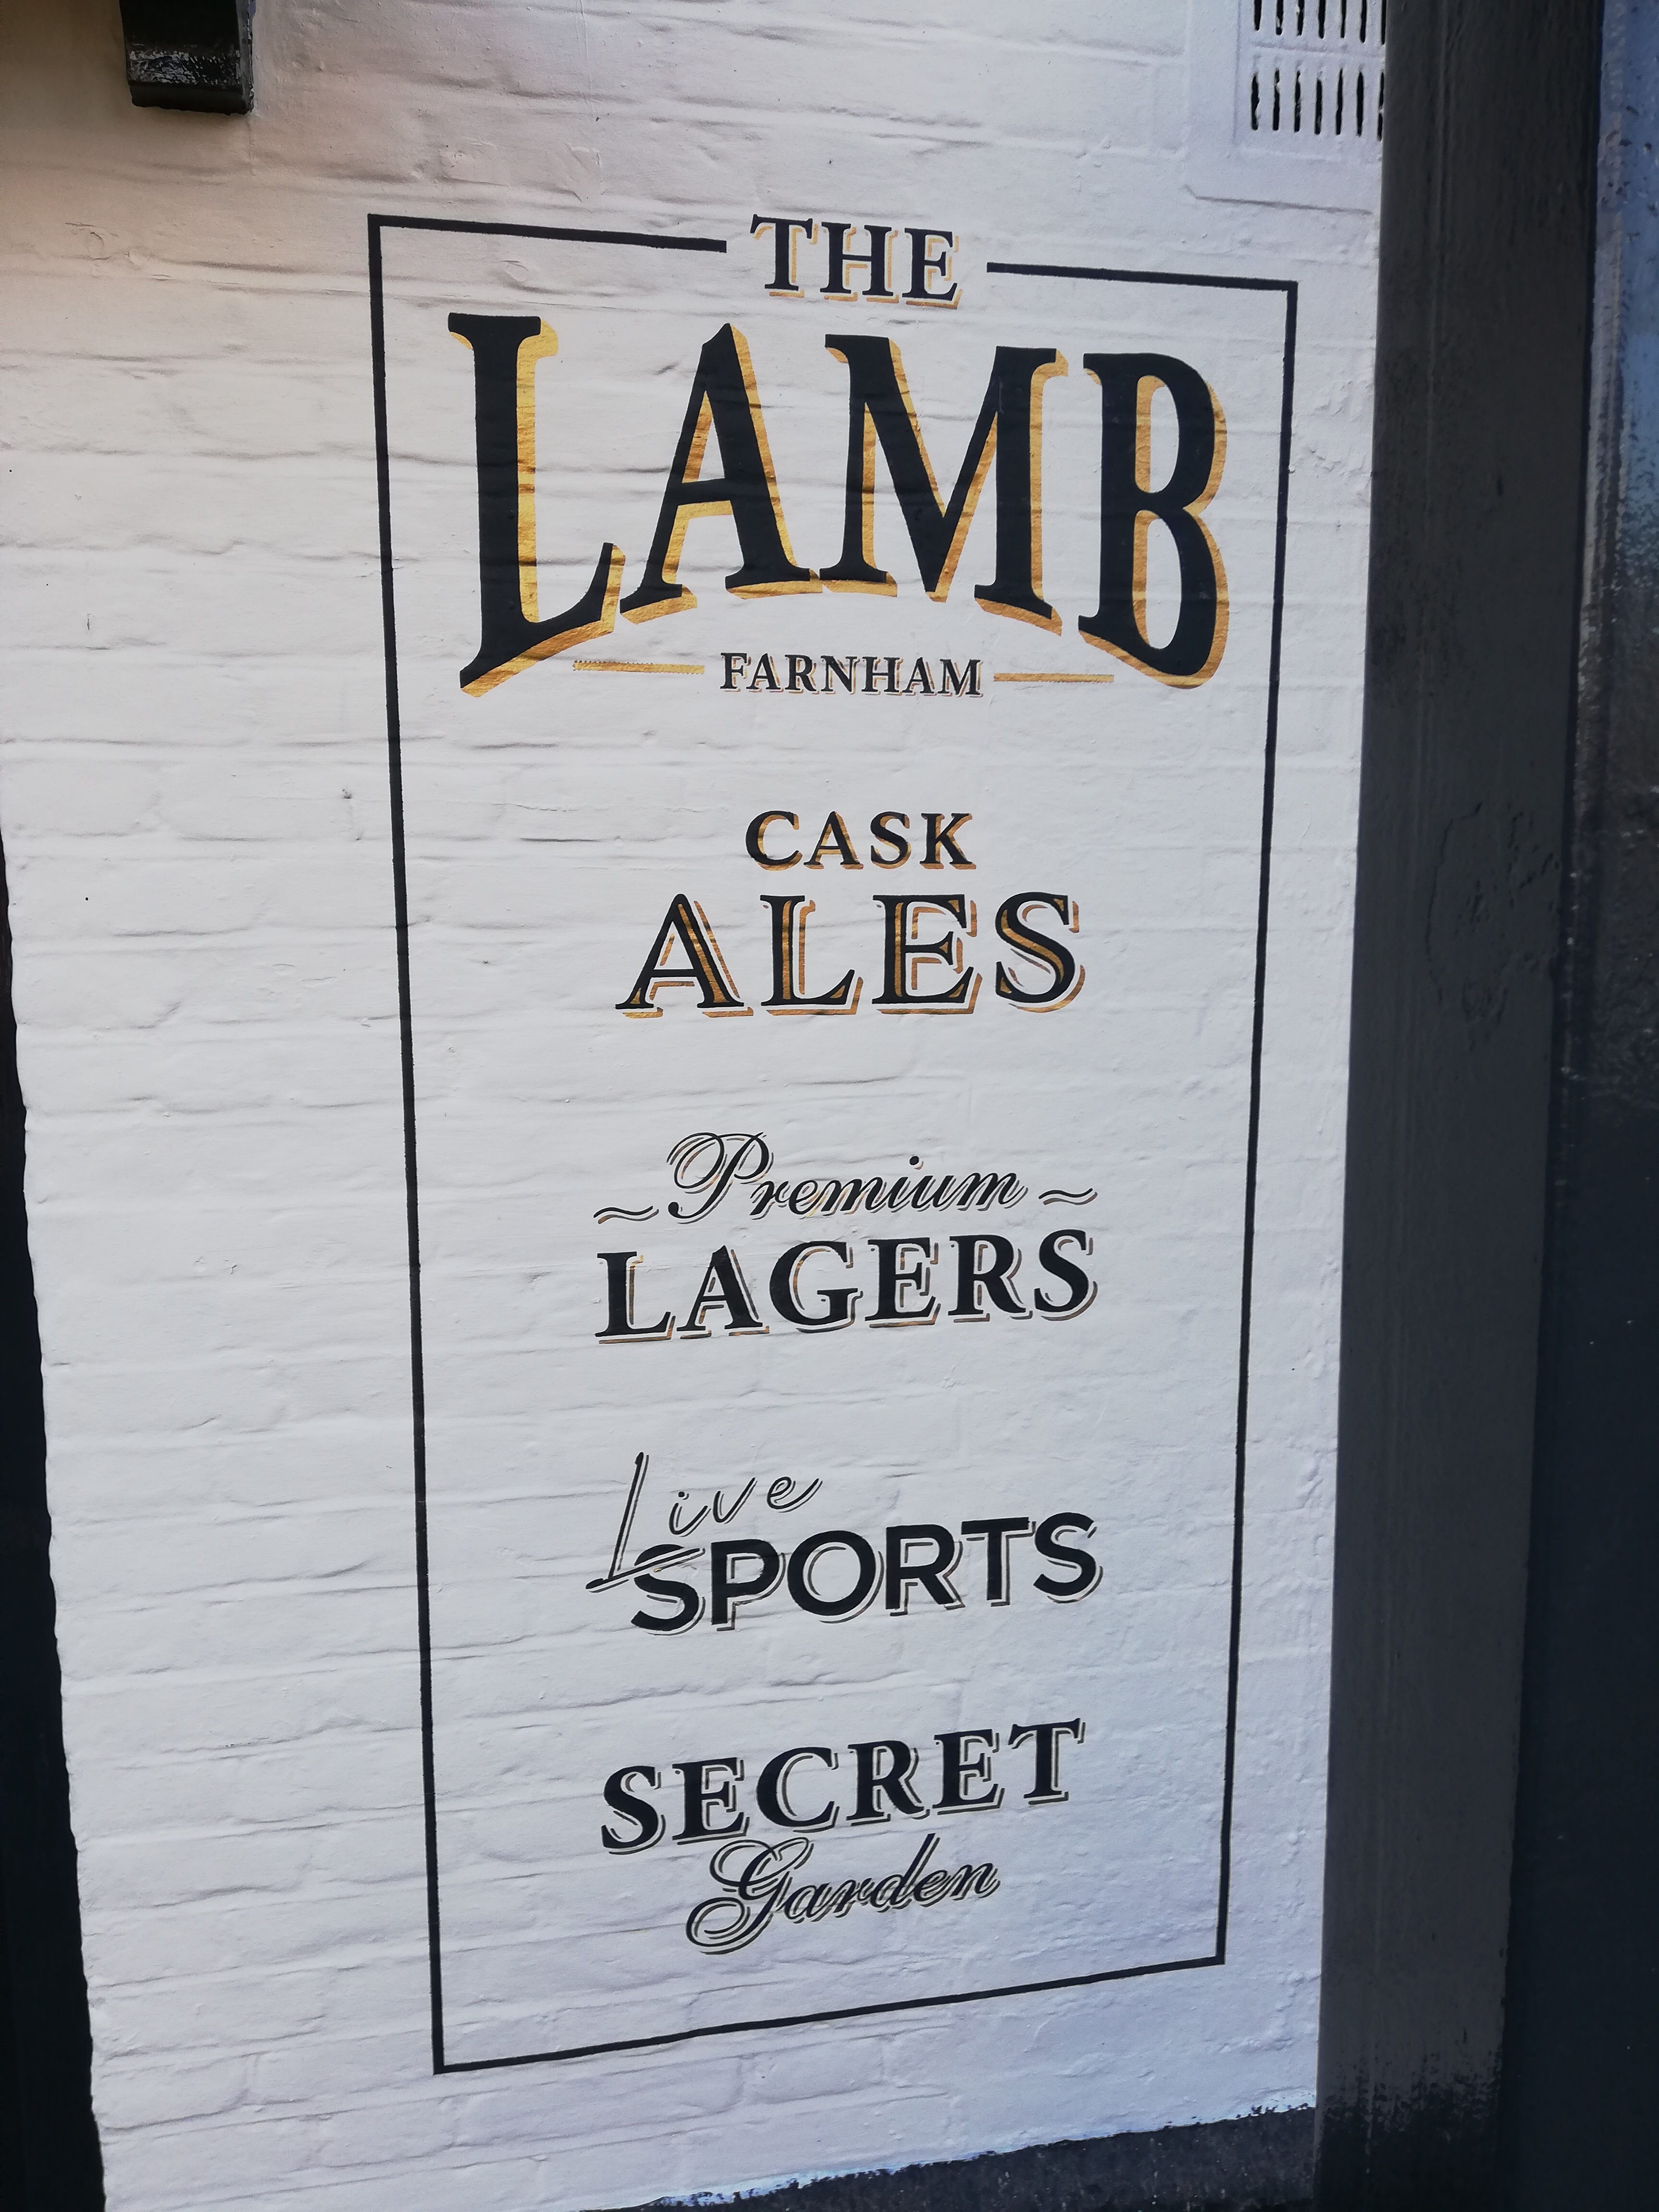 THE
LAMB
FARNHAM
CASK
ALES
~Premium~
LAGERS
Live
SPORTS
SECRET
Garden